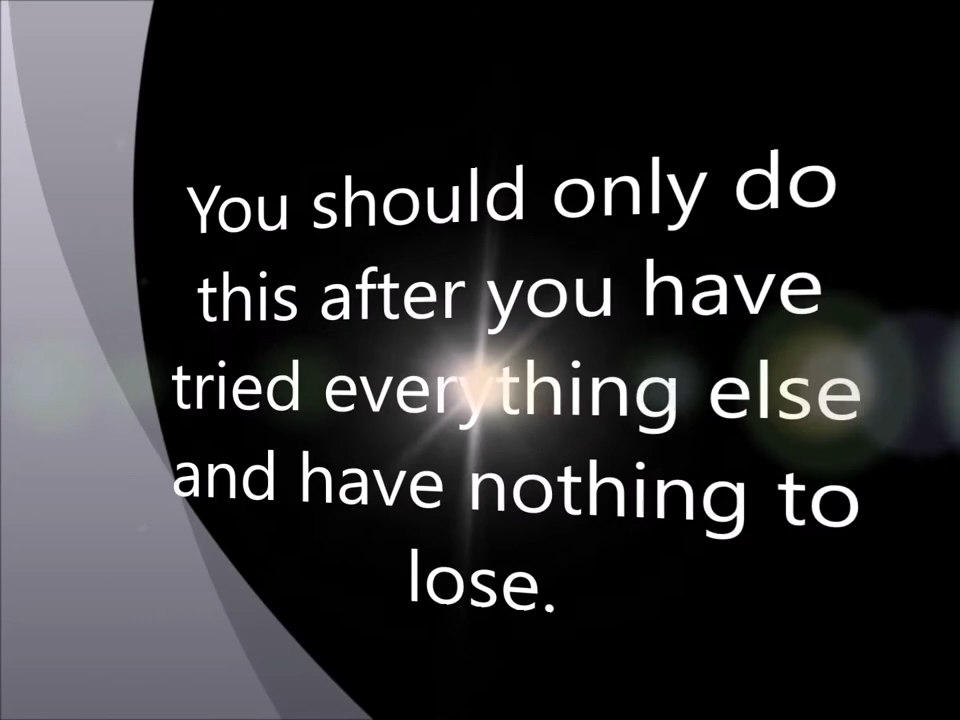 You should only do
this after you have
tried everything else
and have nothing to
lose.